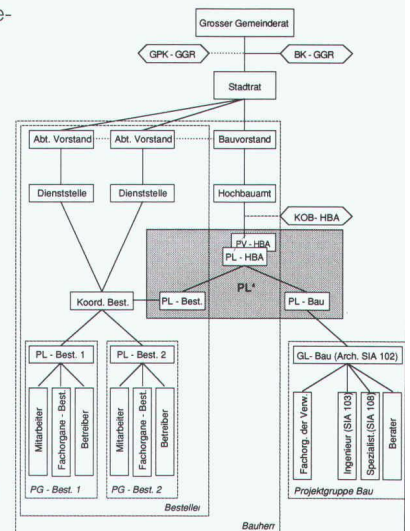 e-
Grosser Gemeinderat
GPK - GGR
BK - GGR
Stadtrat
Abt. Vorstand
Abt. Vorstand
Bauvorstand
Dienststelle
Dienststelle
Hochbauamt
KOB- HBA
PV - HBA
PL - HBA
PL*
Koord. Best.
PL - Best.
PL - Bau
PL - Best. 1
PL - Best. 2
GL- Bau (Arch. SIA 102)
Mitarbeiter
Fachorgane - Best.
Betreiber
Mitarbeiter
Fachorgane - Best.
Betreiber
Fachorg. der Verw.
Ingenieur (SIA 103)
Spezialist.(SIA 108)
Berater
PG - Best. 1
PG - Best. 2
Projektgruppe Bau
Besteller
Bauherr